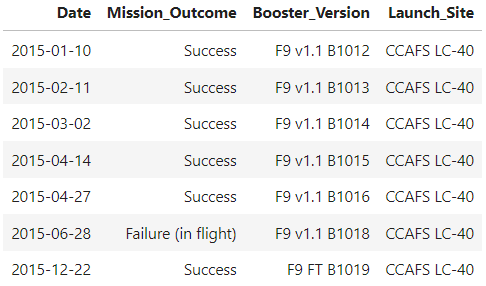 Date Mission_Outcome Booster_Version Launch_Site
2015-01-10 Success F9 v1.1 B1012 CCAFS LC-40
2015-02-11 Success F9 v1.1 B1013 CCAFS LC-40
2015-03-02 Success F9 v1.1 B1014 CCAFS LC-40
2015-04-14 Success F9 v1.1 B1015 CCAFS LC-40
2015-04-27 Success F9 v1.1 B1016 CCAFS LC-40
2015-06-28 Failure (in flight) F9 v1.1 B1018 CCAFS LC-40
2015-12-22 Success F9 FT B1019 CCAFS LC-40